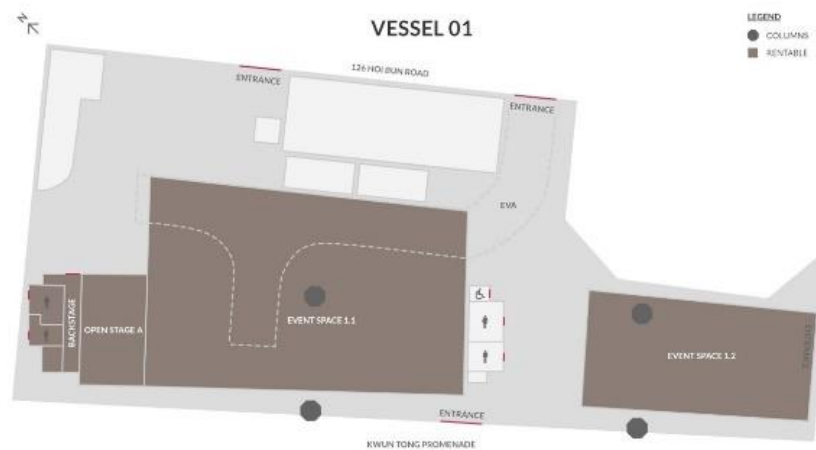 N
VESSEL 01
LEGEND
COLUMNS
RENTABLE
126 HOI BUN ROAD
ENTRANCE
ENTRANCE
EVA
BACKSTAGE
OPEN STAGE A
EVENT SPACE 1.1
EVENT SPACE 1.2
ENTRANCE
ENTRANCE
KWUN TONG PROMENADE